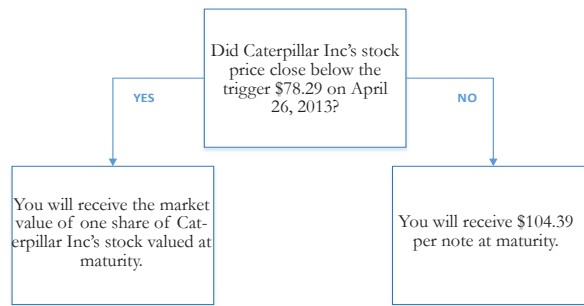 Did Caterpillar Inc's stock
price close below the
trigger $78.29 on April
26, 2013?
YES
NO
You will receive the market
value of one share of Cat-
erpillar Inc's stock valued at
maturity.
You will receive $104.39
per note at maturity.